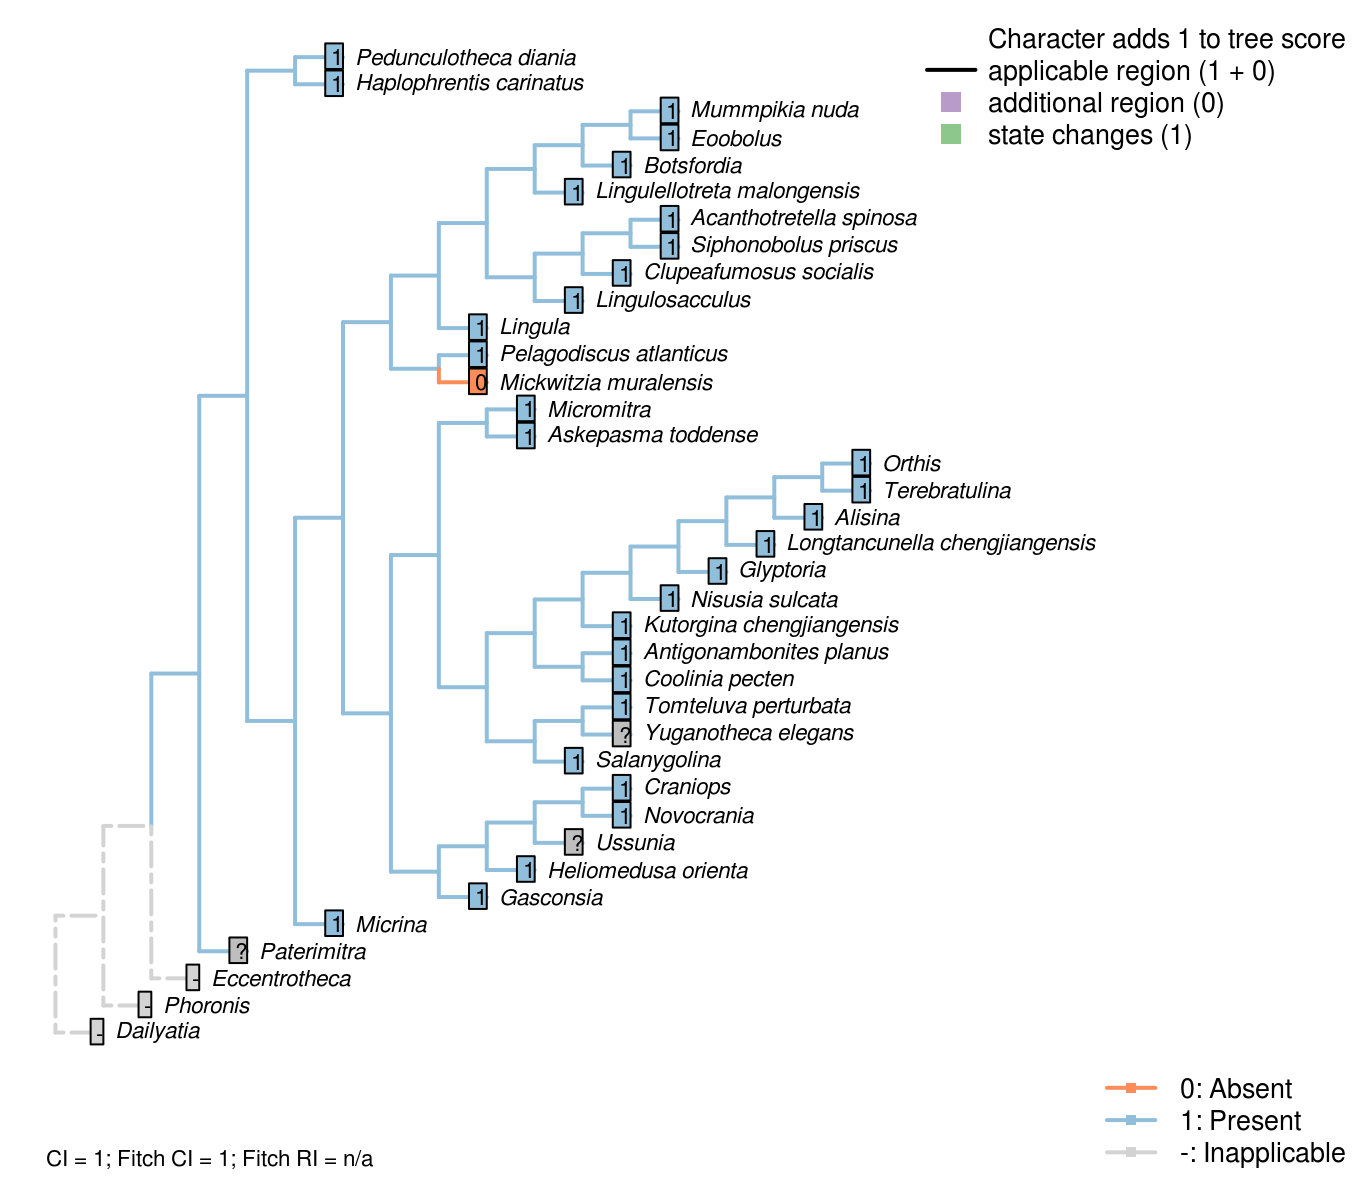 Character adds 1 to tree score
applicable region (1 + 0)
additional region (0)
state changes (1)
1 Pedunculotheca diania
1 Haplophrentis carinatus
1 Mummpikia nuda
1 Eoobolus
1 Botsfordia
1 Lingulellotreta malongensis
1 Acanthotretella spinosa
1 Siphonobolus priscus
1 Clupeafumosus socialis
1 Lingulosacculus
1 Lingula
1 Pelagodiscus atlanticus
0 Mickwitzia muralensis
1 Micromitra
1 Askepasma toddense
1 Orthis
1 Terebratulina
1 Alisina
1 Longtancunella chengjiangensis
1 Glyptoria
1 Nisusia sulcata
1 Kutorgina chengjiangensis
1 Antigonambonites planus
1 Coolinia pecten
1 Tomteluva perturbata
? Yuganotheca elegans
1 Salanygolina
1 Craniops
1 Novocrania
? Ussunia
1 Heliomedusa orienta
1 Gasconsia
1 Micrina
? Paterimitra
- Eccentrotheca
- Phoronis
- Dailyatia
0: Absent
1: Present
-: Inapplicable
CI = 1; Fitch CI = 1; Fitch RI = n/a